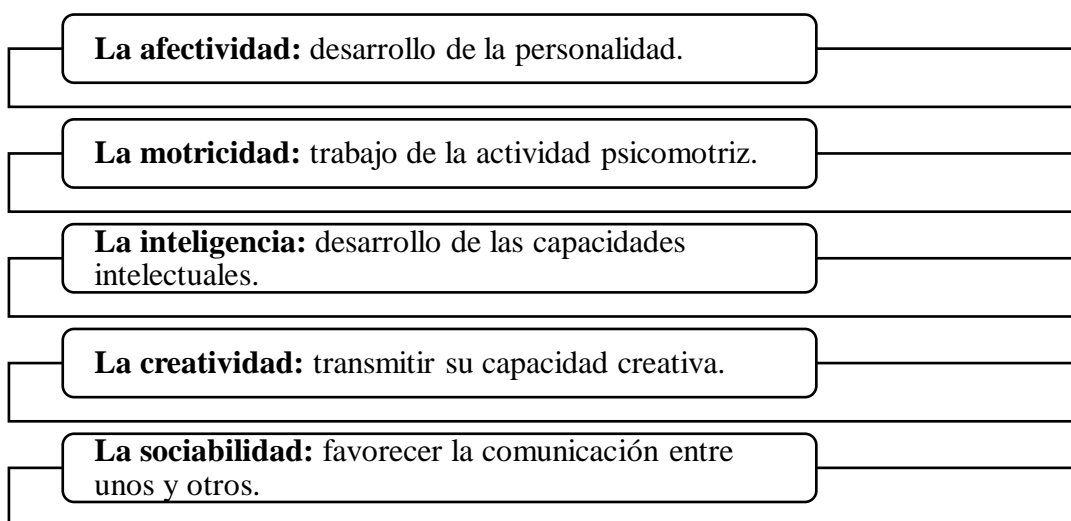 La afectividad: desarrollo de la personalidad.
La motricidad: trabajo de la actividad psicomotriz.
La inteligencia: desarrollo de las capacidades
intelectuales.
La creatividad: transmitir su capacidad creativa.
La sociabilidad: favorecer la comunicación entre
unos y otros.